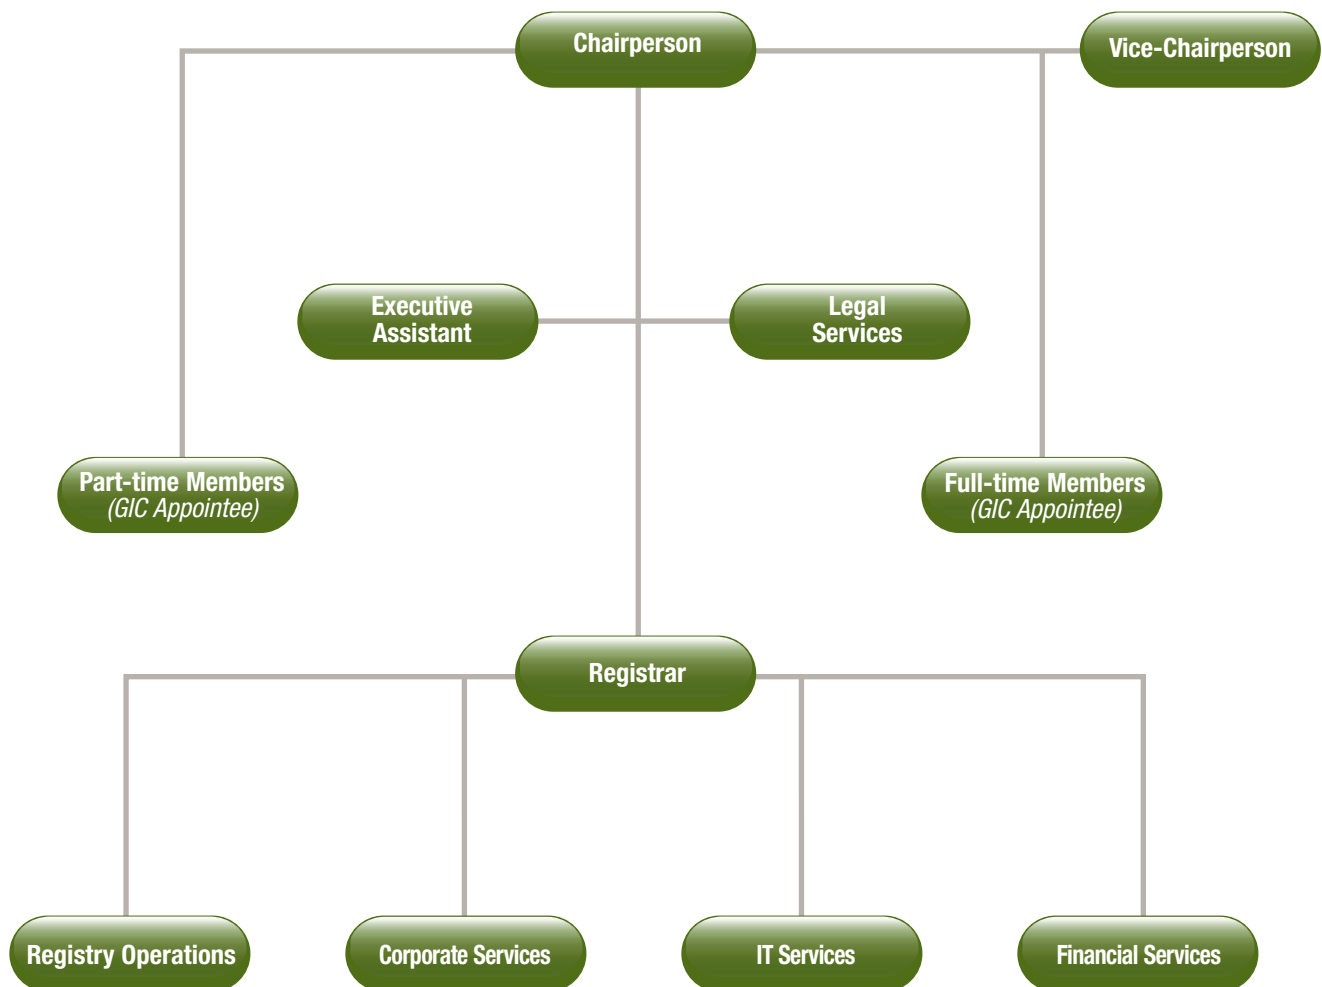 Chairperson
Vice-Chairperson
Executive
Assistant
Legal
Services
Part-time Members
(GIC Appointee)
Full-time Members
(GIC Appointee)
Registrar
Registry Operations
Corporate Services
IT Services
Financial Services